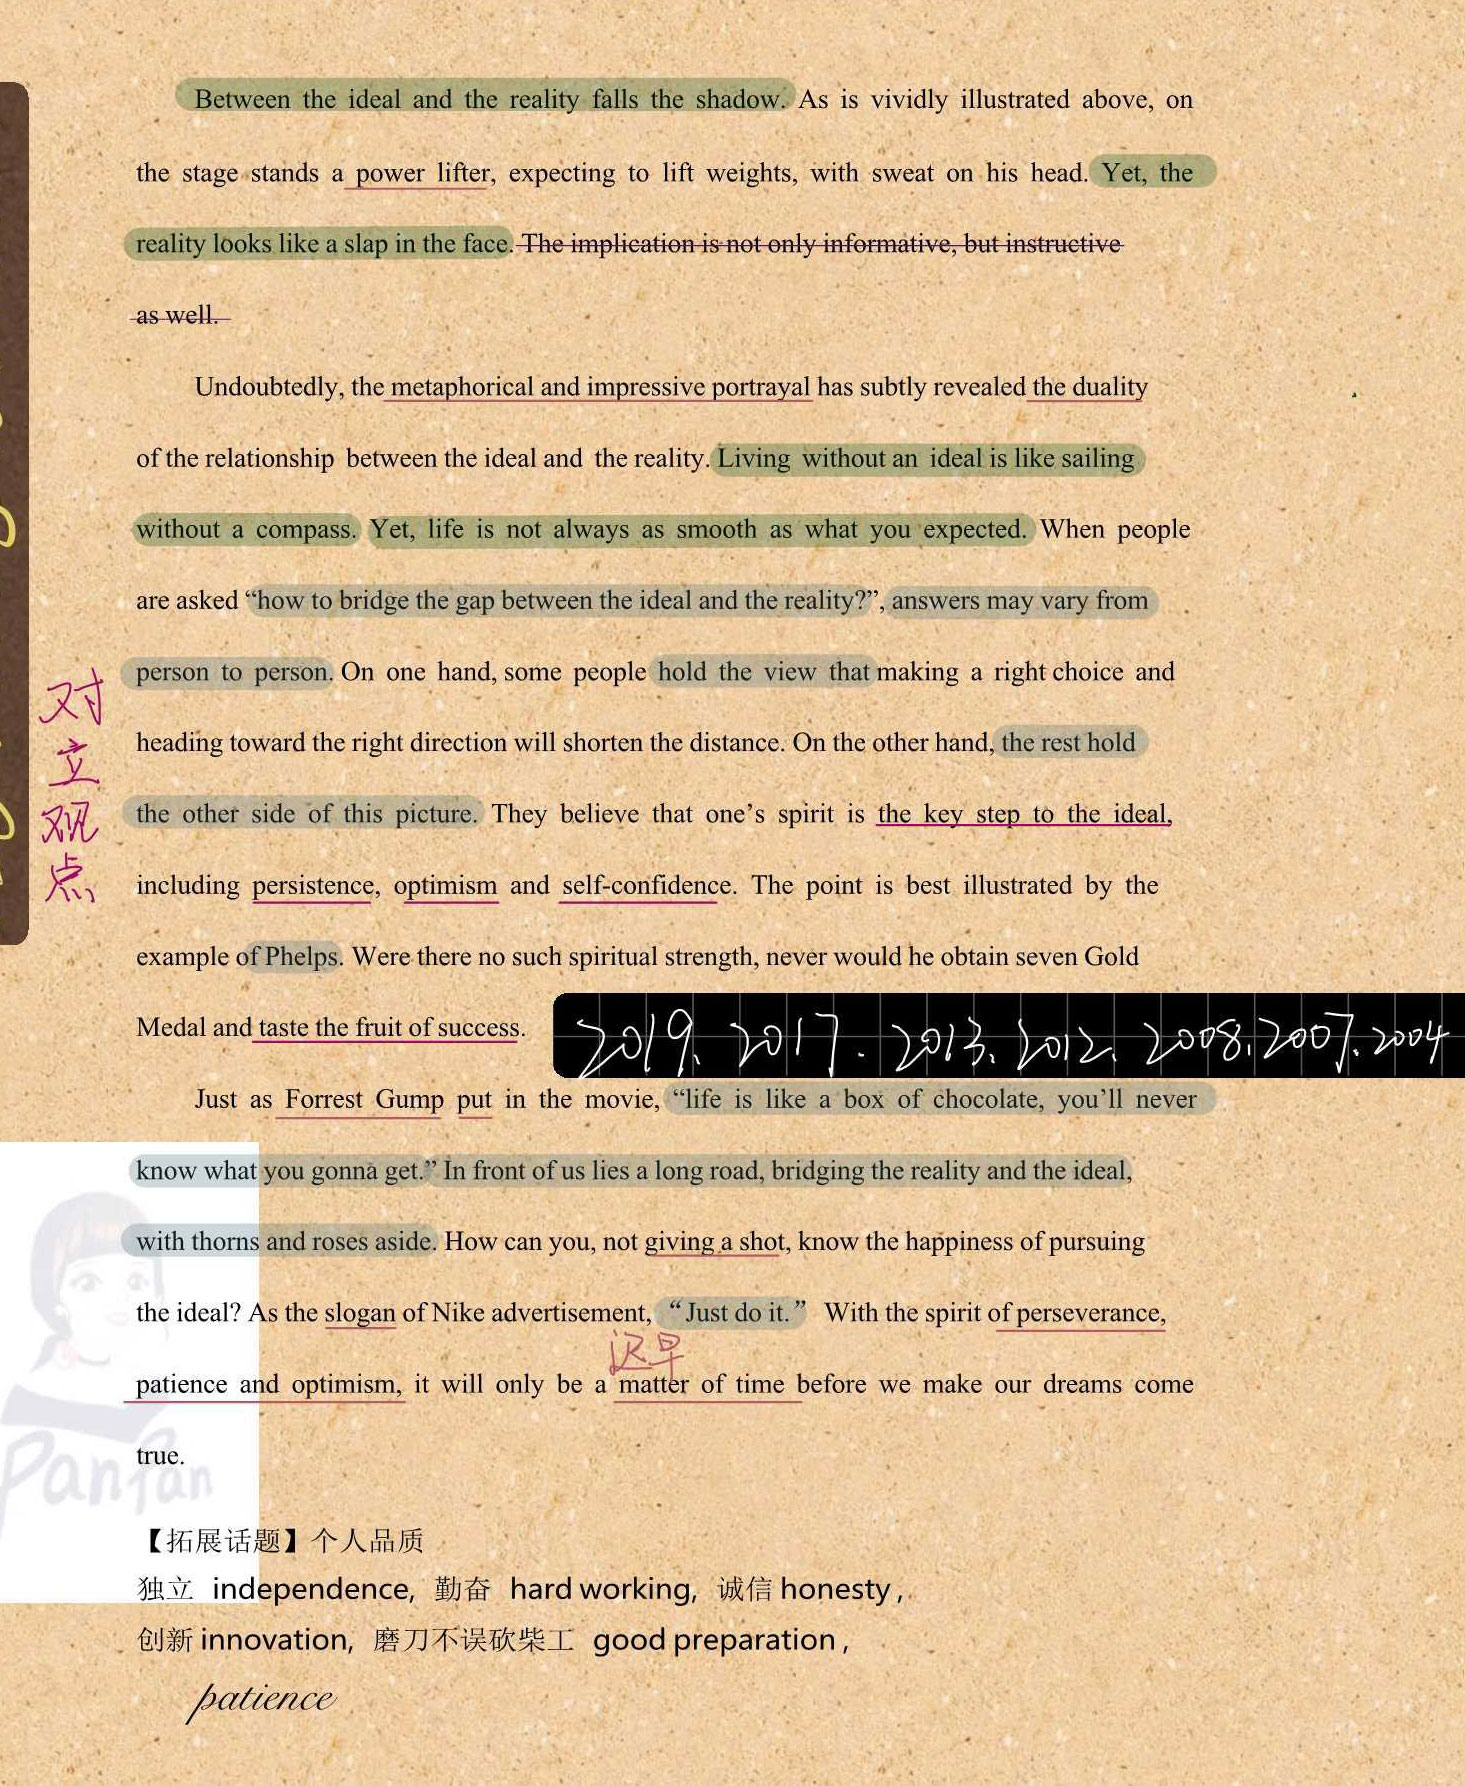 Between the ideal and the reality falls the shadow. As is vividly illustrated above, on
the stage stands a power lifter, expecting to lift weights, with sweat on his head. Yet, the
reality looks like a slap in the face. The implication is not only informative, but instructive
as well.
Undoubtedly, the metaphorical and impressive portrayal has subtly revealed the duality
of the relationship between the ideal and the reality. Living without an ideal is like sailing
without a compass. Yet, life is not always as smooth as what you expected. When people
are asked “how to bridge the gap between the ideal and the reality?”, answers may vary from
person to person. On one hand, some people hold the view that making a right choice and
heading toward the right direction will shorten the distance. On the other hand, the rest hold
the other side of this picture. They believe that one’s spirit is the key step to the ideal,
including persistence, optimism and self-confidence. The point is best illustrated by the
example of Phelps. Were there no such spiritual strength, never would he obtain seven Gold
Medal and taste the fruit of success.
对
立
观
点
2019. 2017. 2013. 2012. 2008. 2007. 2004
Just as Forrest Gump put in the movie, “life is like a box of chocolate, you’ll never
know what you gonna get.” In front of us lies a long road, bridging the reality and the ideal,
with thorns and roses aside. How can you, not giving a shot, know the happiness of pursuing
the ideal? As the slogan of Nike advertisement, “Just do it.” With the spirit of perseverance,
迟早
patience and optimism, it will only be a matter of time before we make our dreams come
true.
Panfan
【拓展话题】个人品质
独立 independence, 勤奋 hard working, 诚信 honesty ,
创新 innovation, 磨刀不误砍柴工 good preparation ,
patience